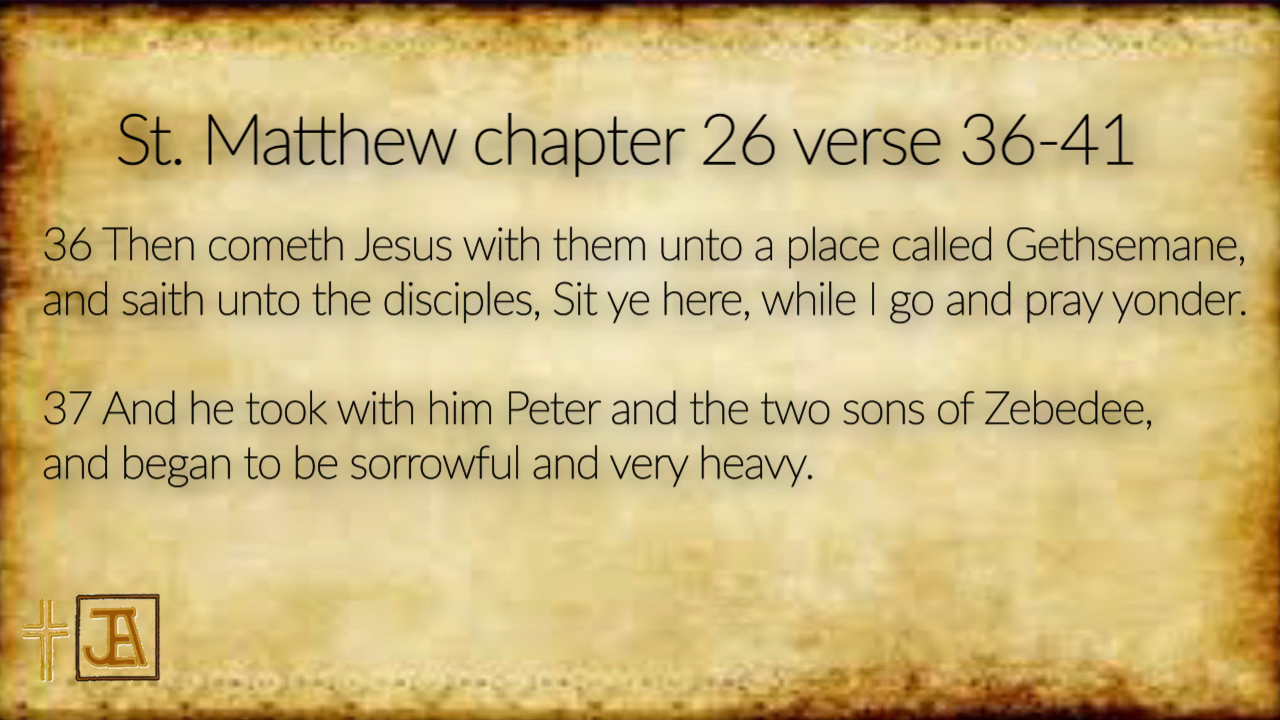 St. Matthew chapter 26 verse 36-41
36 Then cometh Jesus with them unto a place called Gethsemane,
and saith unto the disciples, Sit ye here, while I go and pray yonder.
37 And he took with him Peter and the two sons of Zebedee,
and began to be sorrowful and very heavy.